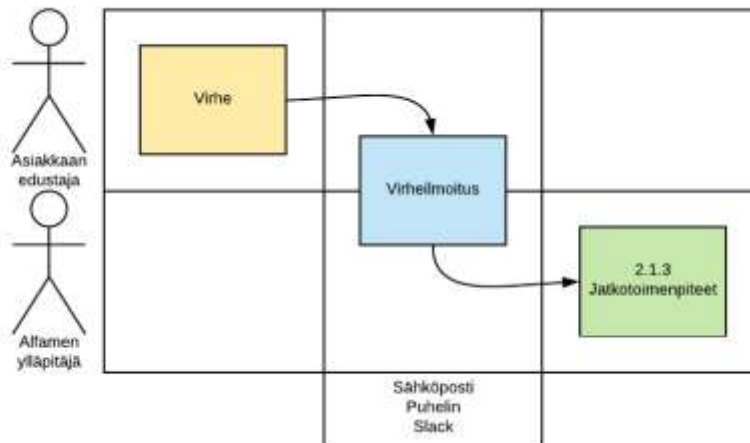 Virhe
Asiakkaan
edustaja
Virheilmoitus
2.1.3
Jatkotoimenpiteet
Alfamen
ylläpitäjä
Sähköposti
Puhelin
Slack